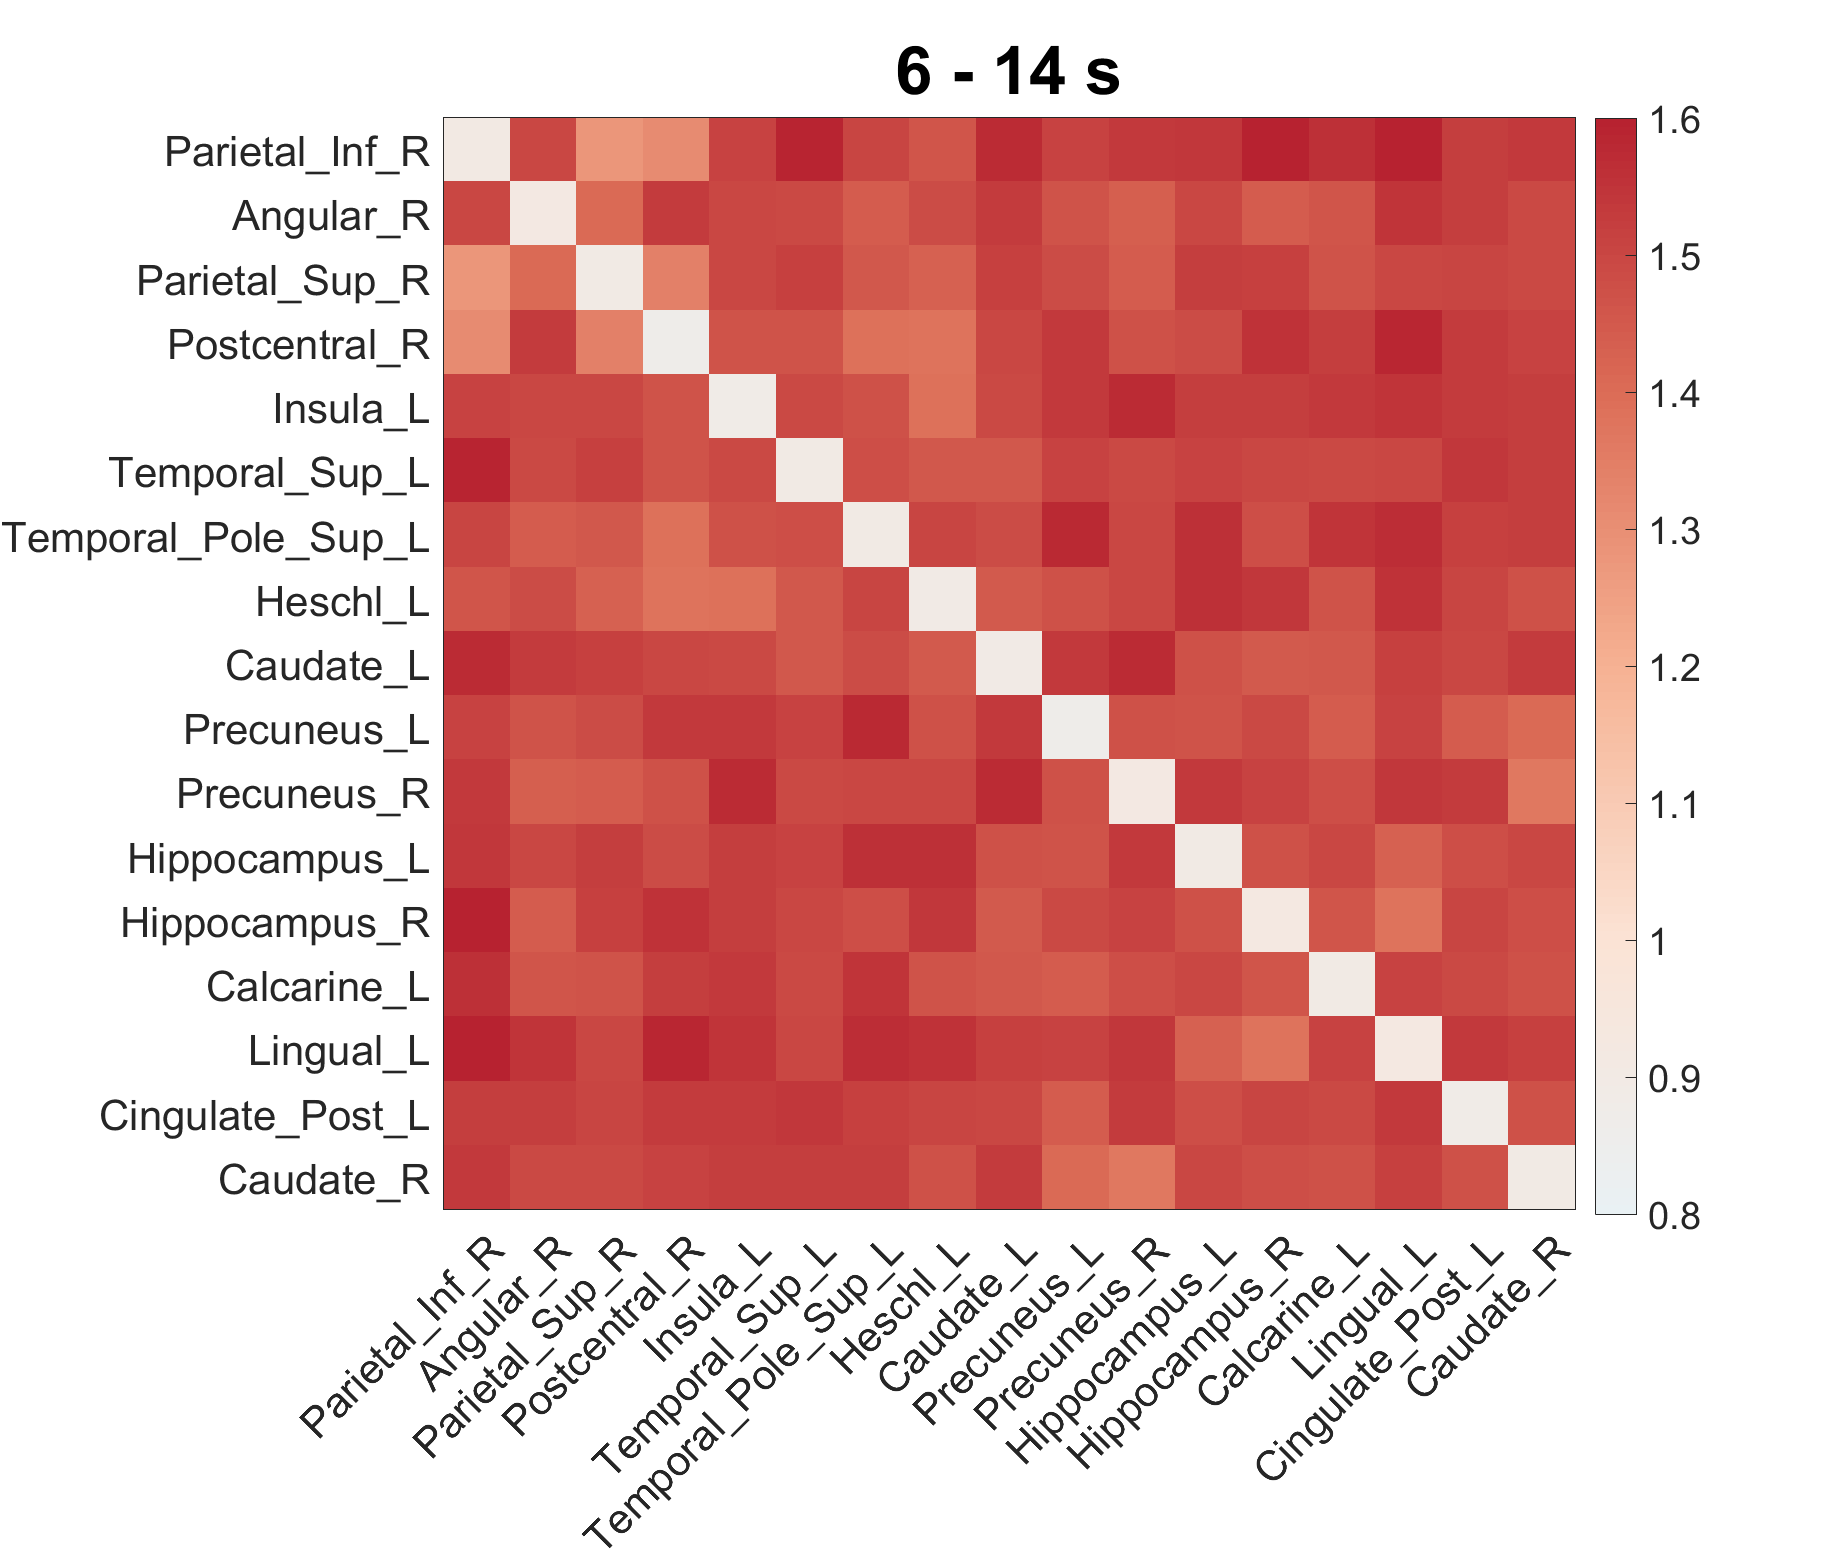 6 - 14 s
Parietal_Inf_R
Angular_R
Parietal_Sup_R
Postcentral_R
Insula_L
Temporal_Sup_L
Temporal_Pole_Sup_L
Heschl_L
Caudate_L
Precuneus_L
Precuneus_R
Hippocampus_L
Hippocampus_R
Calcarine_L
Lingual_L
Cingulate_Post_L
Caudate_R
Parietal_Inf_R
Angular_R
Parietal_Sup_R
Postcentral_R
Insula_L
Temporal_Sup_L
Temporal_Pole_Sup_L
Heschl_L
Caudate_L
Precuneus_L
Precuneus_R
Hippocampus_L
Hippocampus_R
Calcarine_L
Lingual_L
Cingulate_Post_L
Caudate_R
1.6
1.5
1.4
1.3
1.2
1.1
1
0.9
0.8